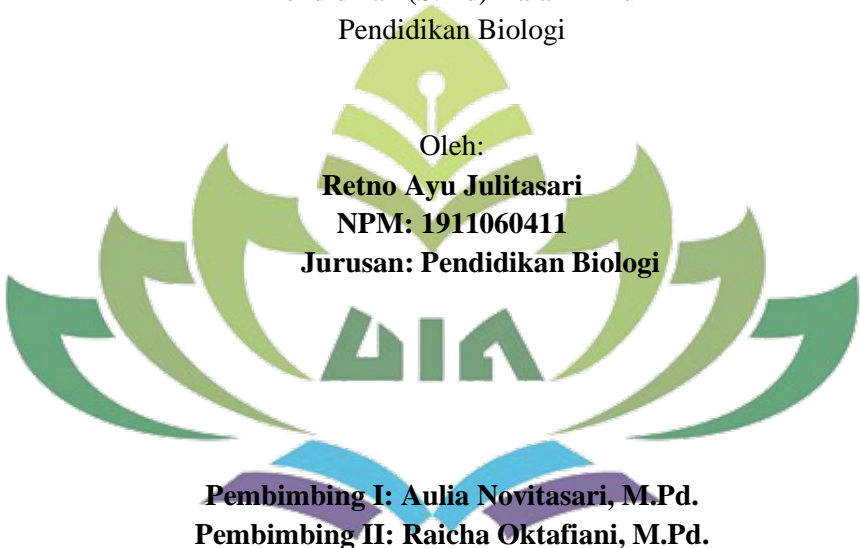 Pendidikan Biologi
Oleh:
Retno Ayu Julitasari
NPM: 1911060411
Jurusan: Pendidikan Biologi
UIN
Pembimbing I: Aulia Novitasari, M.Pd.
Pembimbing II: Raicha Oktafiani, M.Pd.